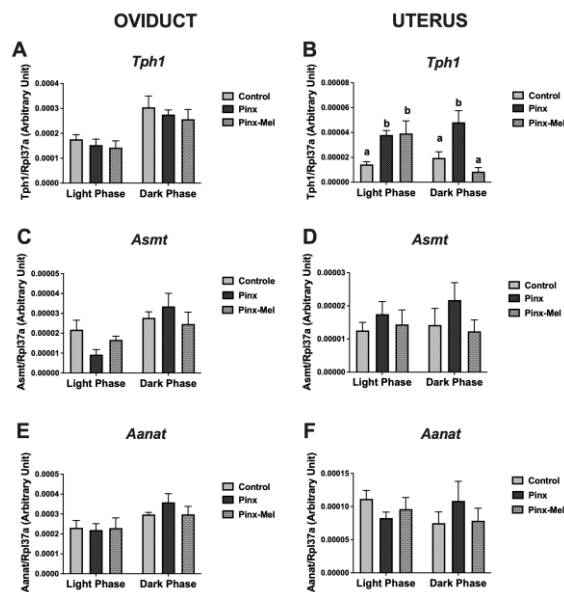 OVIDUCT
UTERUS
A
Tph1
Tph1/Rpl37a (Arbitrary Unit)
0.0004
0.0003
0.0002
0.0001
0.0000
Light Phase Dark Phase
Control
Pinx
Pinx-Mel
B
Tph1
Tph1/Rpl37a (Arbitrary Unit)
0.00008
0.00006
0.00004
0.00002
0.00000
a b b a b a
Light Phase Dark Phase
Control
Pinx
Pinx-Mel
C
Asmt
Asmt/Rpl37a (Arbitrary Unit)
0.00005
0.00004
0.00003
0.00002
0.00001
0.00000
Light Phase Dark Phase
Controle
Pinx
Pinx-Mel
D
Asmt
Asmt/Rpl37a (Arbitrary Unit)
0.00003
0.00002
0.00001
0.00000
Light Phase Dark Phase
Control
Pinx
Pinx-Mel
E
Aanat
Aanat/Rpl37a (Arbitrary Unit)
0.0004
0.0003
0.0002
0.0001
0.0000
Light Phase Dark Phase
Control
Pinx
Pinx-Mel
F
Aanat
Aanat/Rpl37a (Arbitrary Unit)
0.00015
0.00010
0.00005
0.00000
Light Phase Dark Phase
Control
Pinx
Pinx-Mel